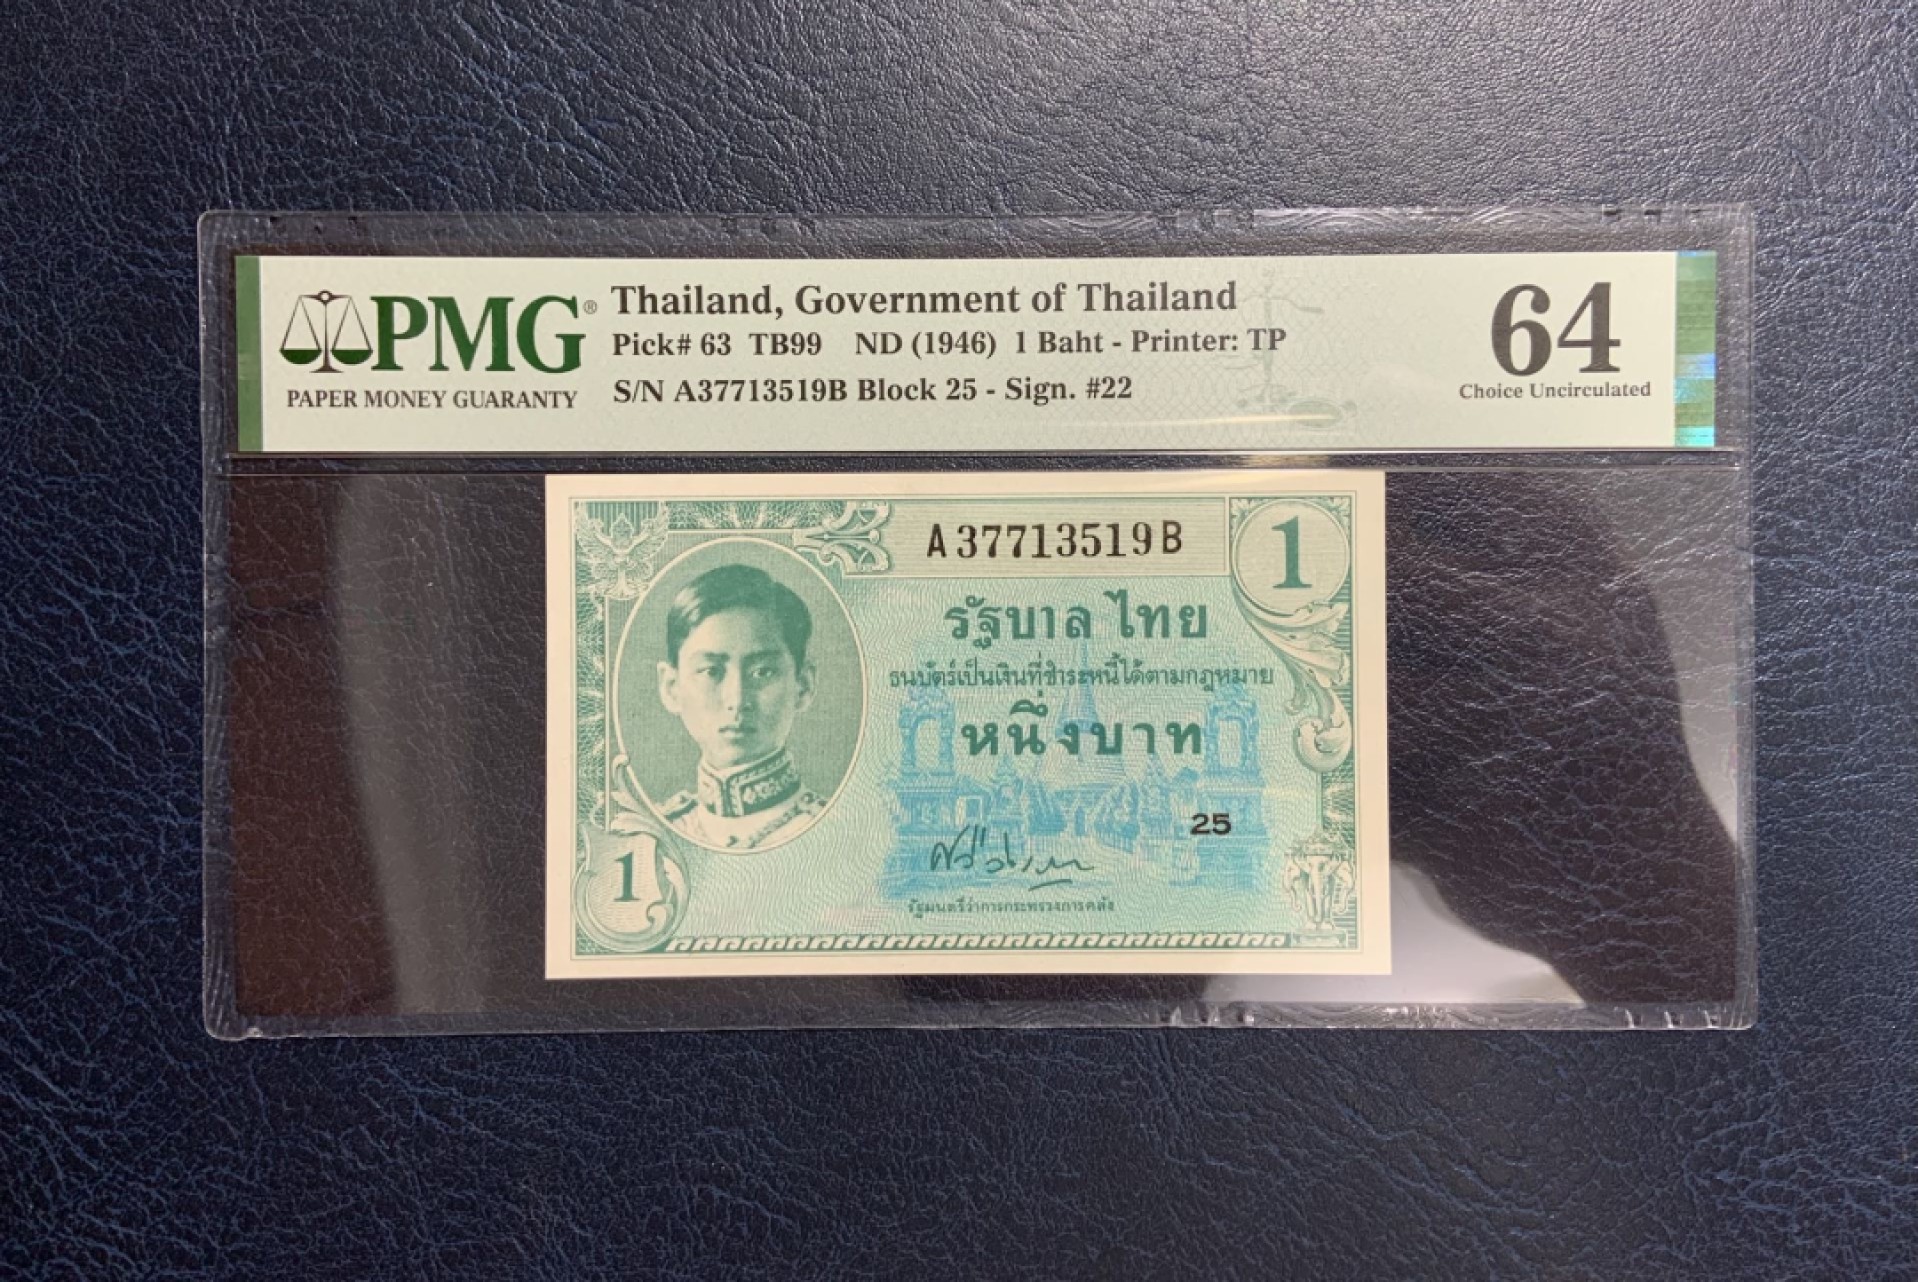 PMG®
PAPER MONEY GUARANTY
Thailand, Government of Thailand
Pick# 63 TB99 ND (1946) 1 Baht - Printer: TP
S/N A37713519B Block 25 - Sign. #22
64
Choice Uncirculated
A37713519B
1
รัฐบาลไทย
ธนบัตร์เป็นเงินที่ชำระหนี้ได้ตามกฎหมาย
หนึ่งบาท
25
1
รัฐมนตรีว่าการกระทรวงการคลัง